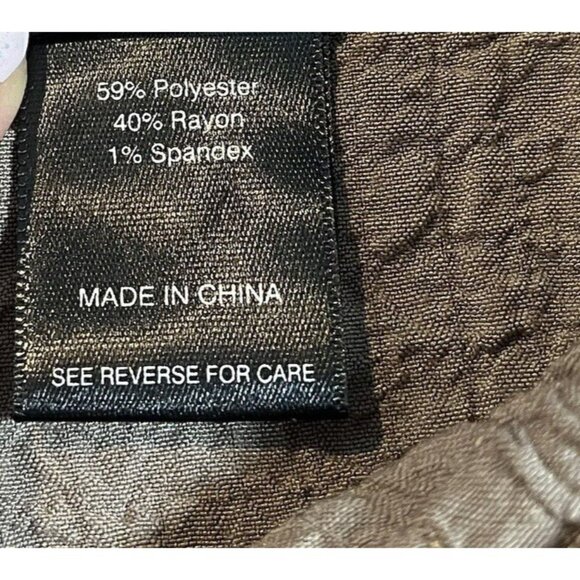 59% Polyester
40% Rayon
1% Spandex
MADE IN CHINA
SEE REVERSE FOR CARE